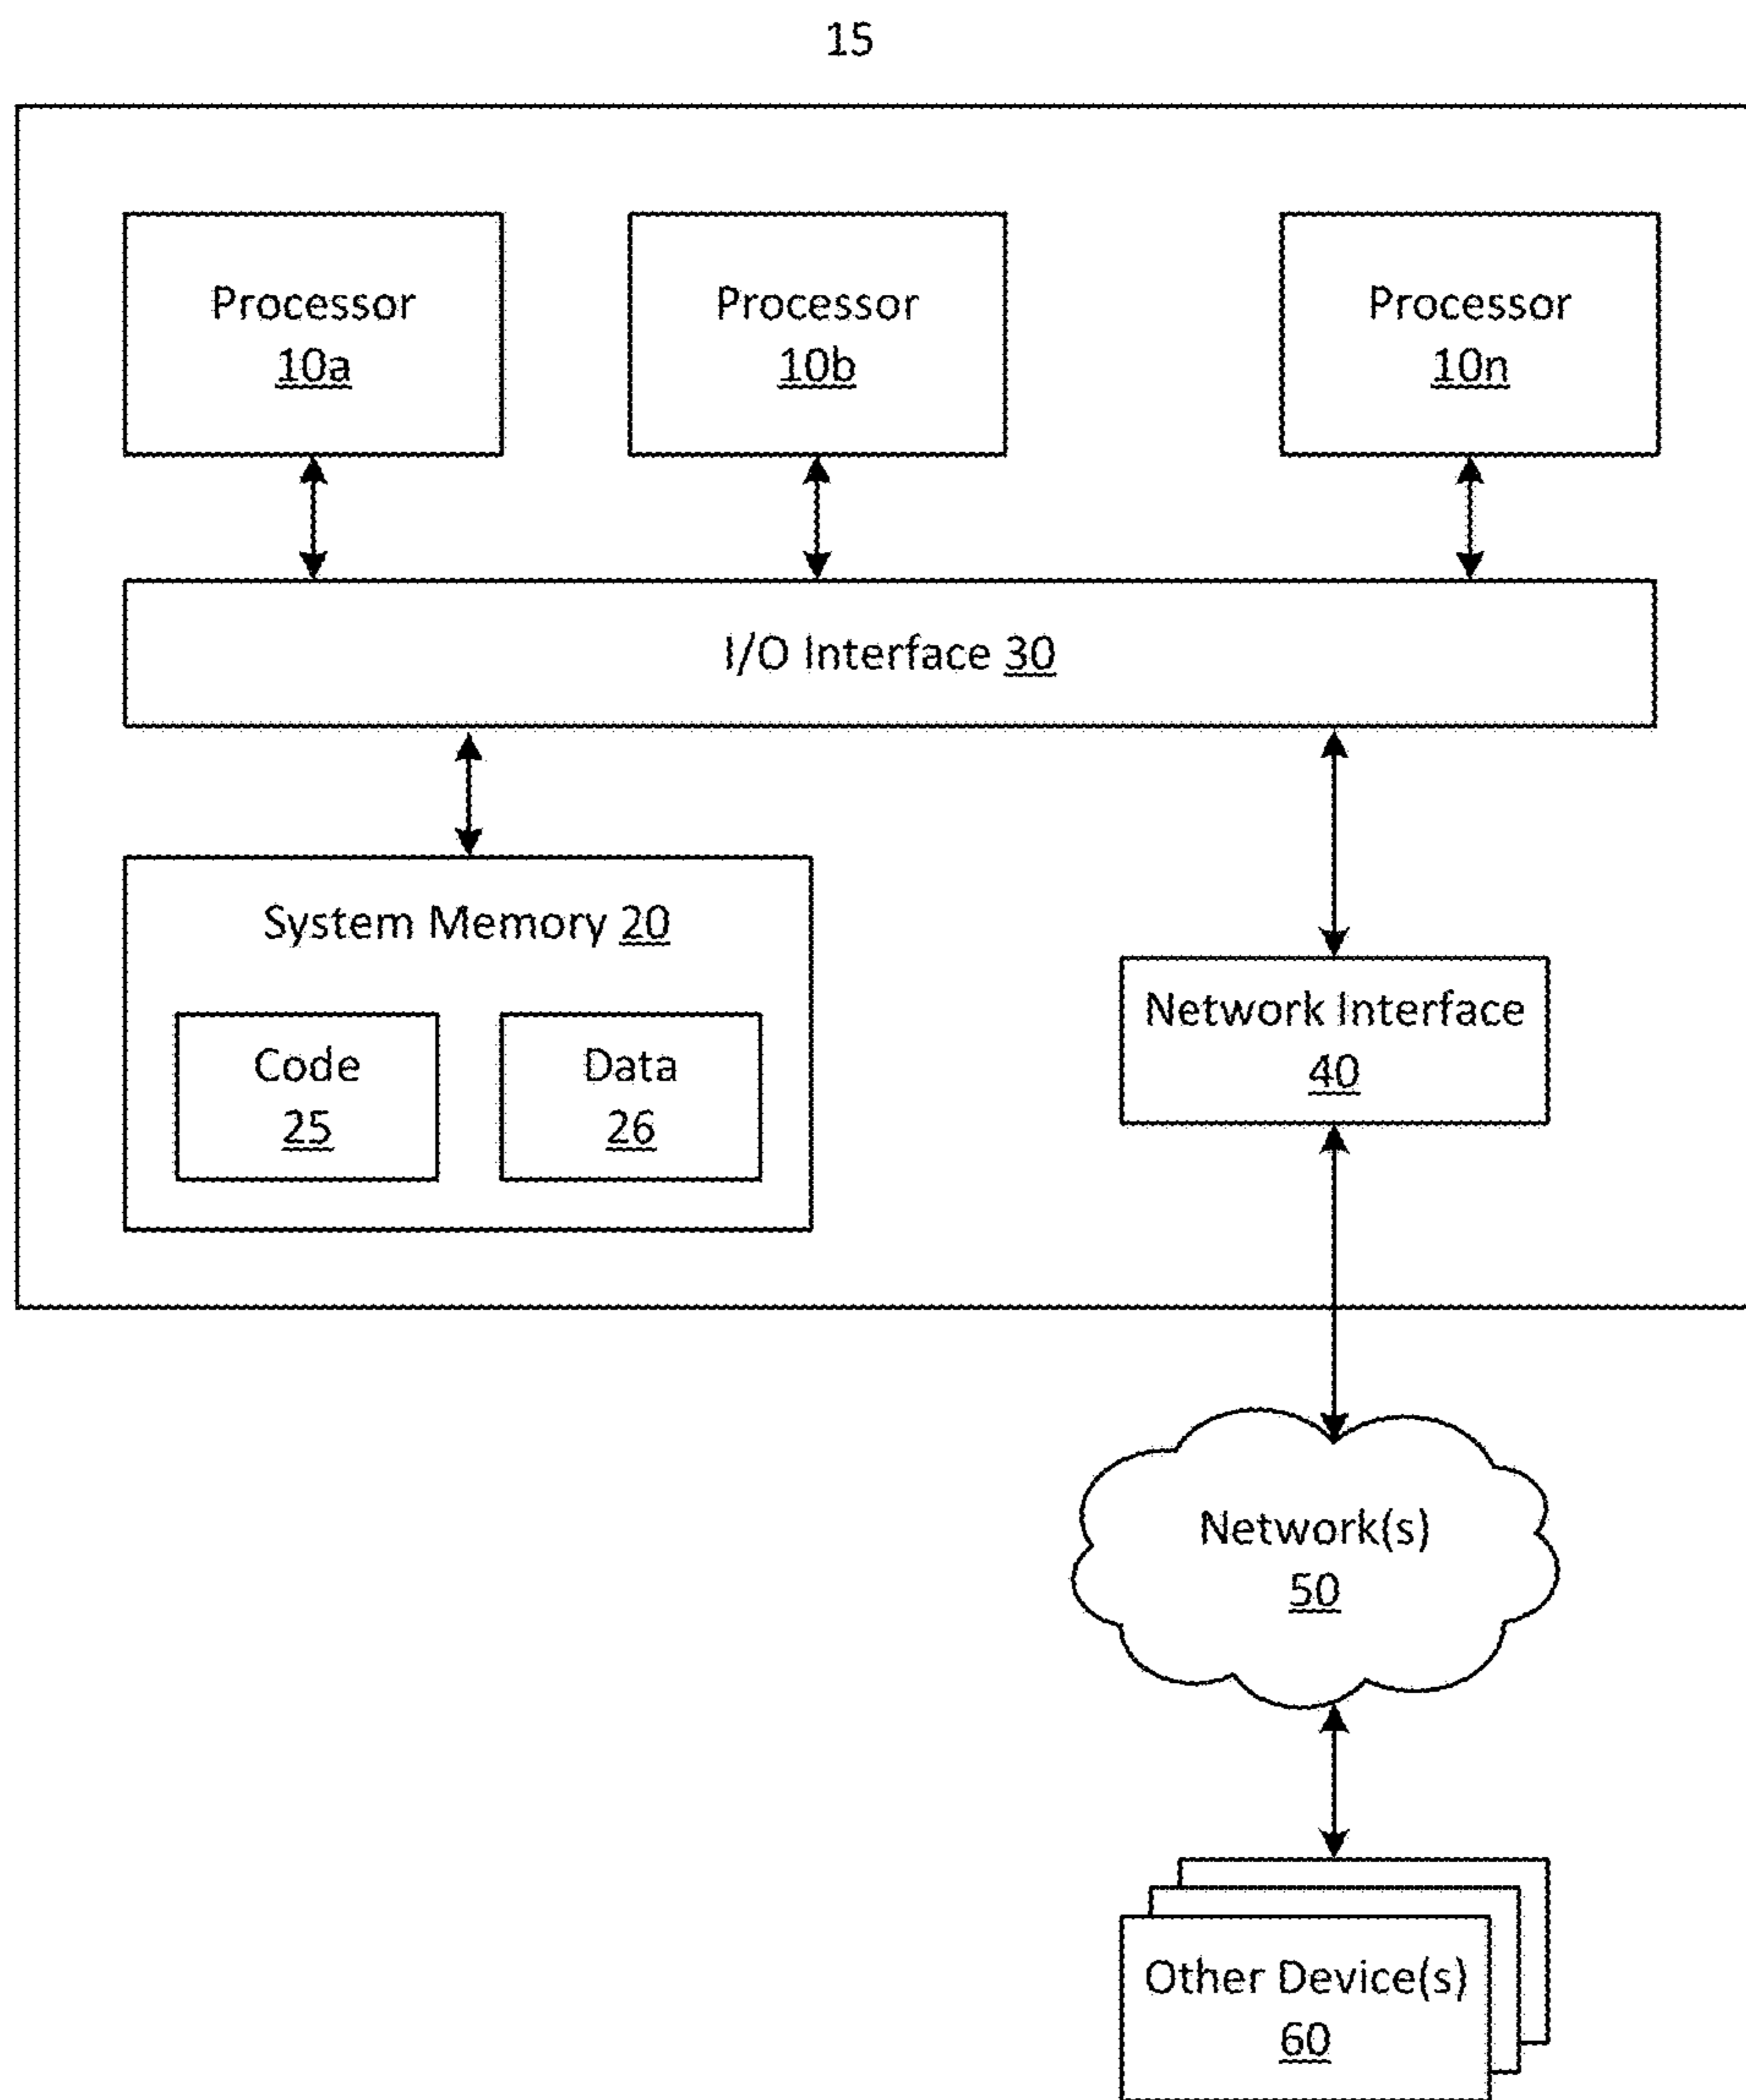 15
Processor
10a
Processor
10b
Processor
10n
I/O Interface 30
System Memory 20
Code
25
Data
26
Network Interface
40
Network(s)
50
Other Device(s)
60